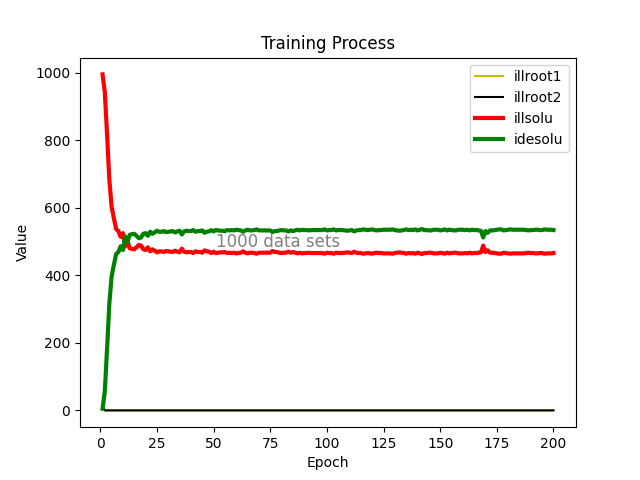 Training Process
1000
800
600
400
200
0
Value
illroot1
illroot2
illsolu
idesolu
1000 data sets
0 25 50 75 100 125 150 175 200
Epoch